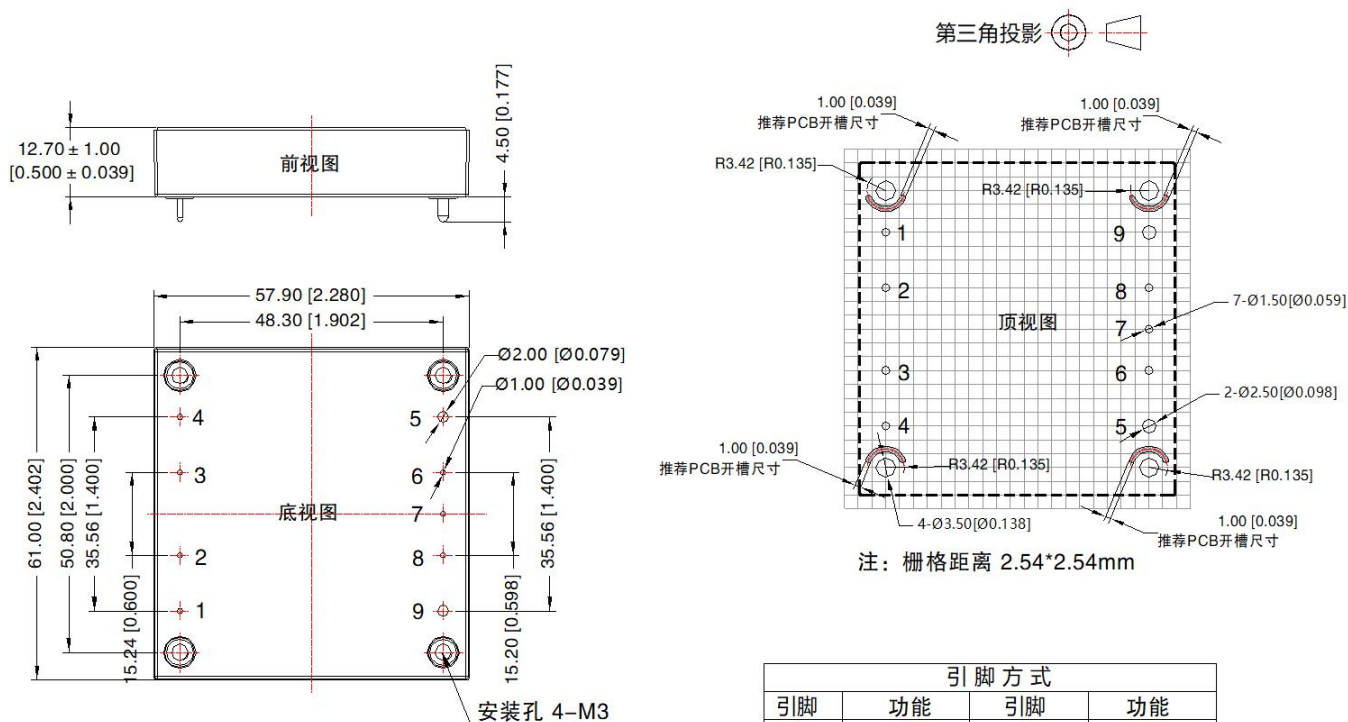 第三角投影
12.70 ± 1.00
[0.500 ± 0.039]
前视图
4.50 [0.177]
57.90 [2.280]
48.30 [1.902]
Ø2.00 [Ø0.079]
Ø1.00 [Ø0.039]
61.00 [2.402]
50.80 [2.000]
35.56 [1.400]
15.24 [0.600]
4
3
2
1
底视图
5
6
7
8
9
35.56 [1.400]
15.20 [0.598]
安装孔 4-M3
1.00 [0.039]
推荐PCB开槽尺寸
1.00 [0.039]
推荐PCB开槽尺寸
R3.42 [R0.135]
R3.42 [R0.135]
1
2
3
4
顶视图
9
8
7
6
5
7-Ø1.50[Ø0.059]
2-Ø2.50[Ø0.098]
1.00 [0.039]
推荐PCB开槽尺寸
R3.42 [R0.135]
R3.42 [R0.135]
4-Ø3.50[Ø0.138]
1.00 [0.039]
推荐PCB开槽尺寸
注：栅格距离 2.54*2.54mm
引脚方式
引脚 功能 引脚 功能